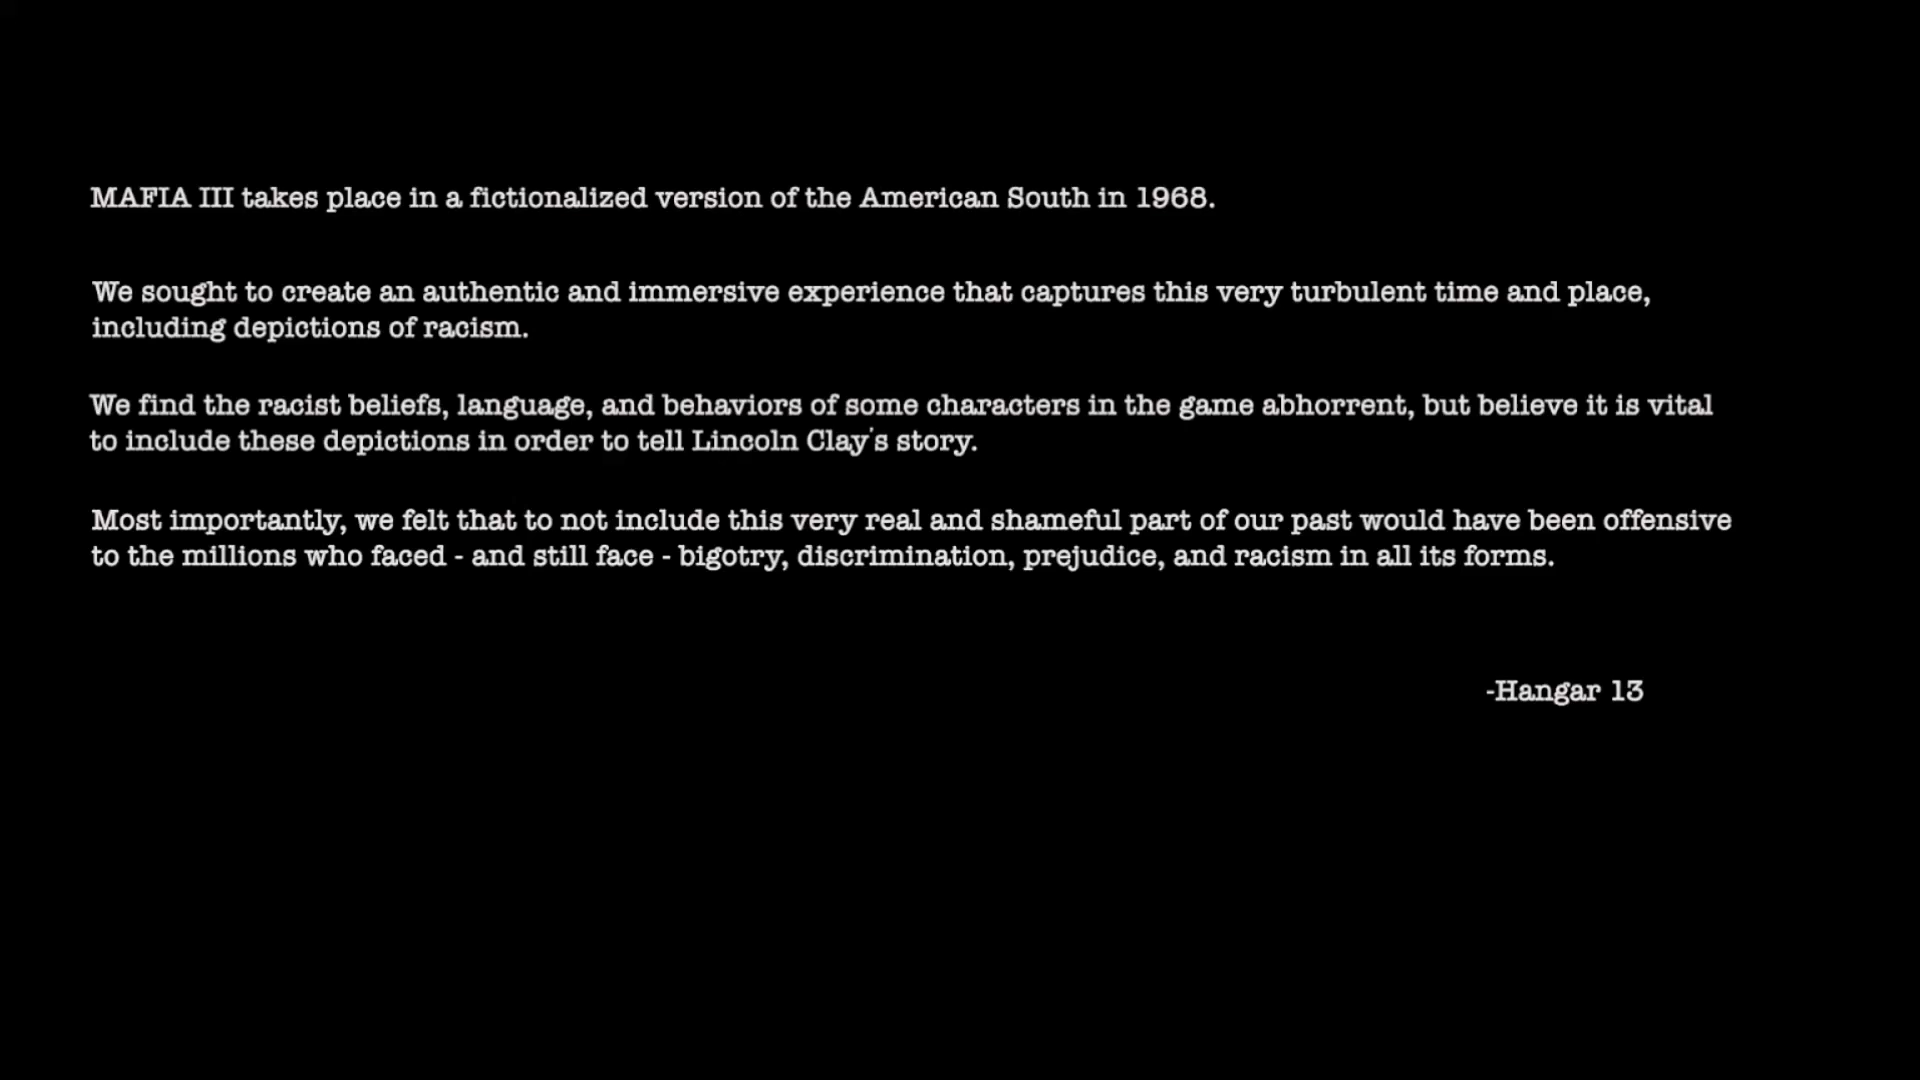 MAFIA III takes place in a fictionalized version of the American South in 1968.
We sought to create an authentic and immersive experience that captures this very turbulent time and place,
including depictions of racism.
We find the racist beliefs, language, and behaviors of some characters in the game abhorrent, but believe it is vital
to include these depictions in order to tell Lincoln Clay's story.
Most importantly, we felt that to not include this very real and shameful part of our past would have been offensive
to the millions who faced - and still face - bigotry, discrimination, prejudice, and racism in all its forms.
-Hangar 13